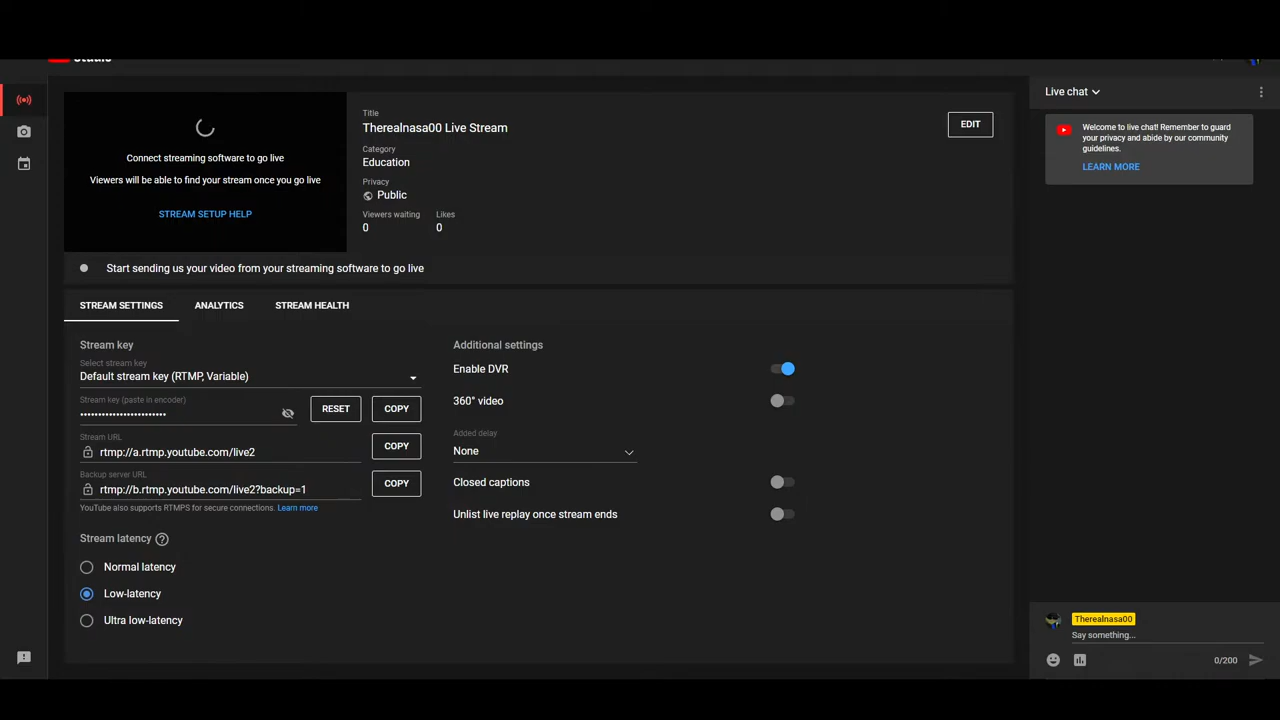 Studio
Connect streaming software to go live
Viewers will be able to find your stream once you go live
STREAM SETUP HELP
Title
Therealnasa00 Live Stream
Category
Education
Privacy
Public
Viewers waiting Likes
0 0
EDIT
Start sending us your video from your streaming software to go live
STREAM SETTINGS ANALYTICS STREAM HEALTH
Stream key
Select stream key
Default stream key (RTMP, Variable)
Stream key (paste in encoder)
••••••••••••••••••••••••
RESET COPY
Stream URL
rtmp://a.rtmp.youtube.com/live2
COPY
Backup server URL
rtmp://b.rtmp.youtube.com/live2?backup=1
COPY
YouTube also supports RTMPS for secure connections. Learn more
Stream latency
Normal latency
Low-latency
Ultra low-latency
Additional settings
Enable DVR
360° video
Added delay
None
Closed captions
Unlist live replay once stream ends
Live chat
Welcome to live chat! Remember to guard
your privacy and abide by our community
guidelines.
LEARN MORE
Therealnasa00
Say something...
0/200